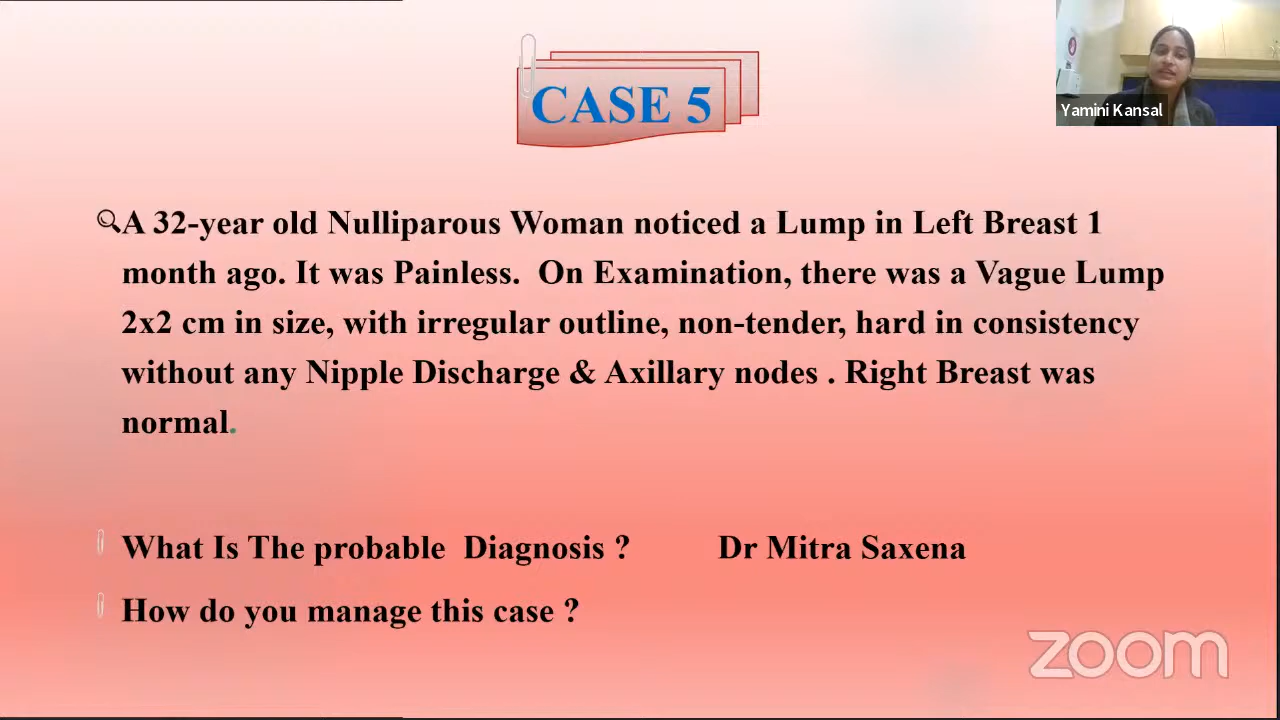 CASE 5
Yamini Kansal
A 32-year old Nulliparous Woman noticed a Lump in Left Breast 1
month ago. It was Painless. On Examination, there was a Vague Lump
2x2 cm in size, with irregular outline, non-tender, hard in consistency
without any Nipple Discharge & Axillary nodes . Right Breast was
normal.
What Is The probable Diagnosis ? Dr Mitra Saxena
How do you manage this case ?
zoom